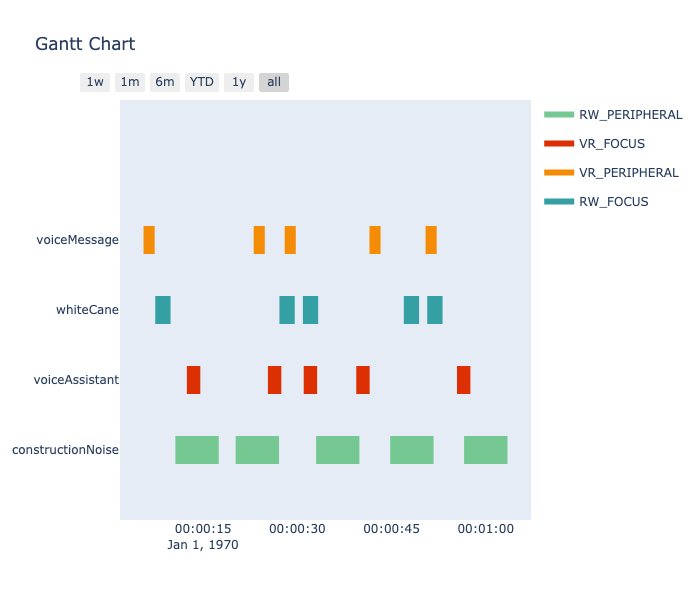 Gantt Chart
1w 1m 6m YTD 1y all
RW_PERIPHERAL
VR_FOCUS
VR_PERIPHERAL
RW_FOCUS
voiceMessage
whiteCane
voiceAssistant
constructionNoise
00:00:15 00:00:30 00:00:45 00:01:00
Jan 1, 1970